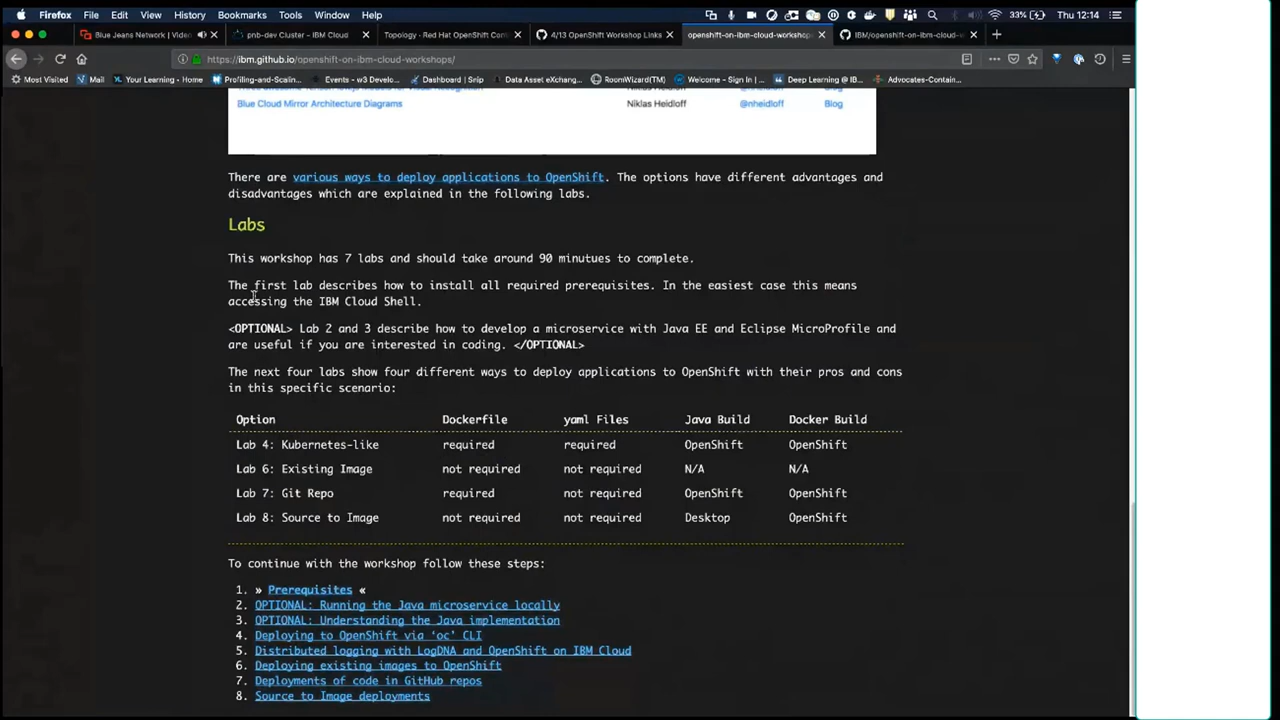 Firefox File Edit View History Bookmarks Tools Window Help 33% Thu 12:14
Blue Jeans Network | Video pnb-dev Cluster – IBM Cloud Topology · Red Hat OpenShift Con 4/13 OpenShift Workshop Links openshift-on-ibm-cloud-workshops IBM/openshift-on-ibm-cloud-w
https://ibm.github.io/openshift-on-ibm-cloud-workshops/
Most Visited Mail Your Learning - Home Profiling-and-Scalin... Events - w3 Develo... Dashboard | Snip Data Asset eXchang... RoomWizard(TM) Welcome – Sign In | ... Deep Learning @ IB... Advocates-Contain...
Blue Cloud Mirror Architecture Diagrams Niklas Heidloff @nheidloff Blog
There are various ways to deploy applications to OpenShift. The options have different advantages and
disadvantages which are explained in the following labs.
Labs
This workshop has 7 labs and should take around 90 minutues to complete.
The first lab describes how to install all required prerequisites. In the easiest case this means
accessing the IBM Cloud Shell.
<OPTIONAL> Lab 2 and 3 describe how to develop a microservice with Java EE and Eclipse MicroProfile and
are useful if you are interested in coding. </OPTIONAL>
The next four labs show four different ways to deploy applications to OpenShift with their pros and cons
in this specific scenario:
Option Dockerfile yaml Files Java Build Docker Build
Lab 4: Kubernetes-like required required OpenShift OpenShift
Lab 6: Existing Image not required not required N/A N/A
Lab 7: Git Repo required not required OpenShift OpenShift
Lab 8: Source to Image not required not required Desktop OpenShift
To continue with the workshop follow these steps:
1. » Prerequisites «
2. OPTIONAL: Running the Java microservice locally
3. OPTIONAL: Understanding the Java implementation
4. Deploying to OpenShift via ‘oc’ CLI
5. Distributed logging with LogDNA and OpenShift on IBM Cloud
6. Deploying existing images to OpenShift
7. Deployments of code in GitHub repos
8. Source to Image deployments